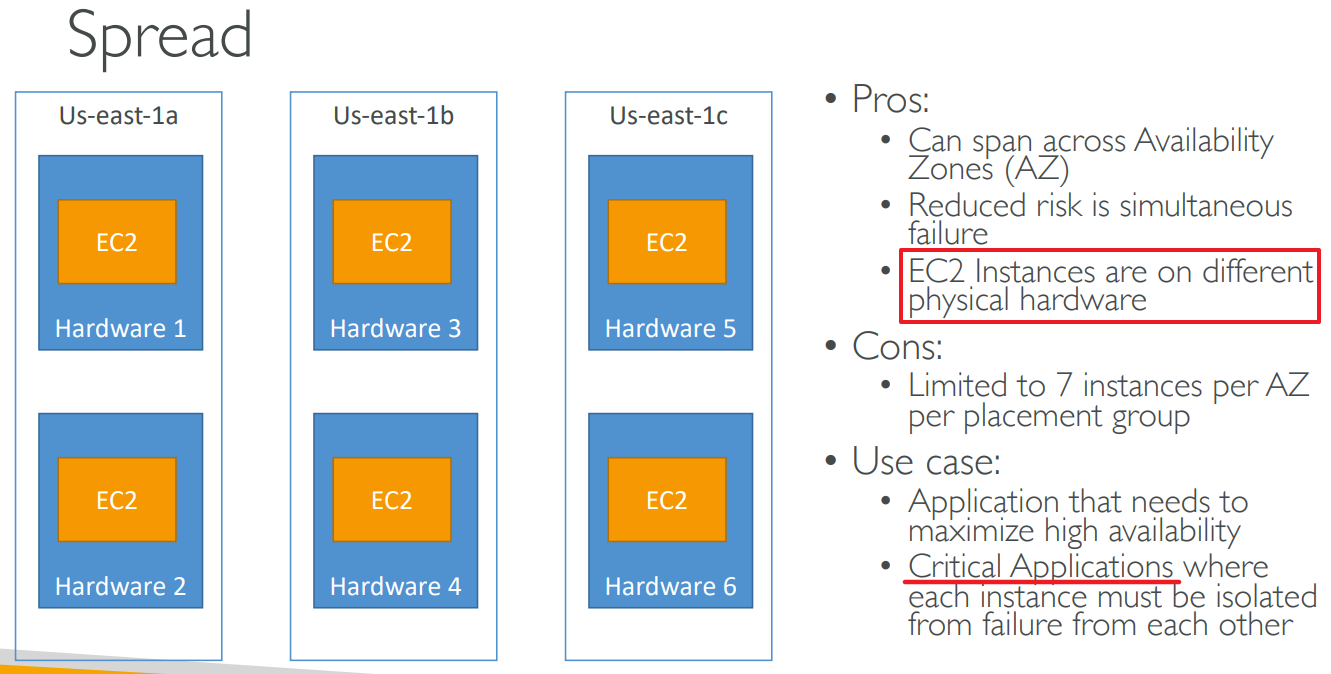 Spread
Us-east-1a
EC2
Hardware 1
EC2
Hardware 2
Us-east-1b
EC2
Hardware 3
EC2
Hardware 4
Us-east-1c
EC2
Hardware 5
EC2
Hardware 6
• Pros:
• Can span across Availability
Zones (AZ)
• Reduced risk is simultaneous
failure
• EC2 Instances are on different
physical hardware
• Cons:
• Limited to 7 instances per AZ
per placement group
• Use case:
• Application that needs to
maximize high availability
• Critical Applications where
each instance must be isolated
from failure from each other